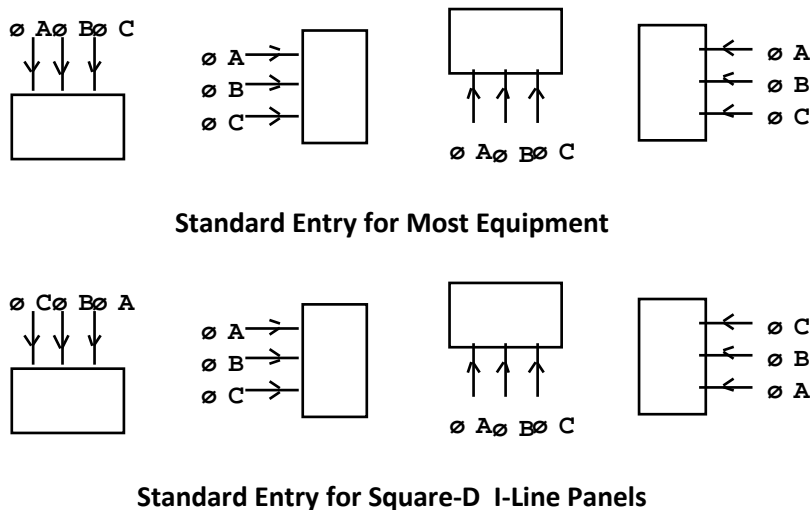 ø Aø Bø C
ø A
ø B
ø C
ø Aø Bø C
ø A
ø B
ø C
Standard Entry for Most Equipment
ø Cø Bø A
ø A
ø B
ø C
ø Aø Bø C
ø C
ø B
ø A
Standard Entry for Square-D I-Line Panels